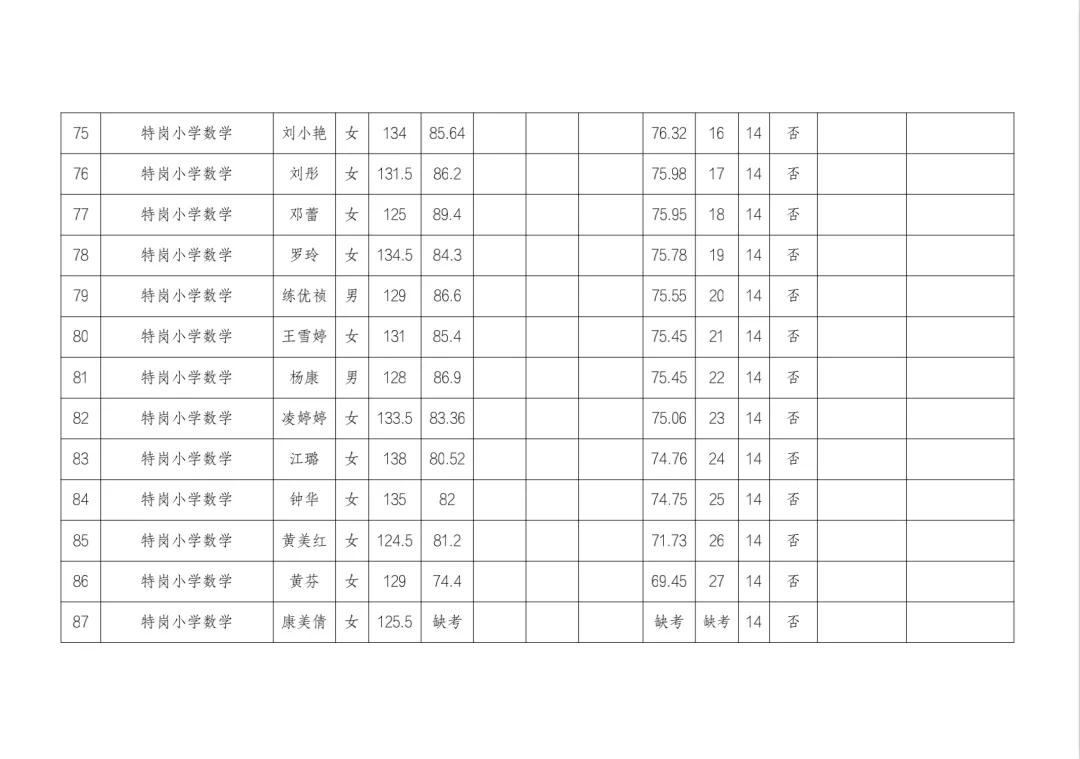 75 特岗小学数学 刘小艳 女 134 85.64 76.32 16 14 否
76 特岗小学数学 刘彤 女 131.5 86.2 75.98 17 14 否
77 特岗小学数学 邓蕾 女 125 89.4 75.95 18 14 否
78 特岗小学数学 罗玲 女 134.5 84.3 75.78 19 14 否
79 特岗小学数学 练优祯 男 129 86.6 75.55 20 14 否
80 特岗小学数学 王雪婷 女 131 85.4 75.45 21 14 否
81 特岗小学数学 杨康 男 128 86.9 75.45 22 14 否
82 特岗小学数学 凌婷婷 女 133.5 83.36 75.06 23 14 否
83 特岗小学数学 江璐 女 138 80.52 74.76 24 14 否
84 特岗小学数学 钟华 女 135 82 74.75 25 14 否
85 特岗小学数学 黄美红 女 124.5 81.2 71.73 26 14 否
86 特岗小学数学 黄芬 女 129 74.4 69.45 27 14 否
87 特岗小学数学 康美倩 女 125.5 缺考 缺考 缺考 14 否